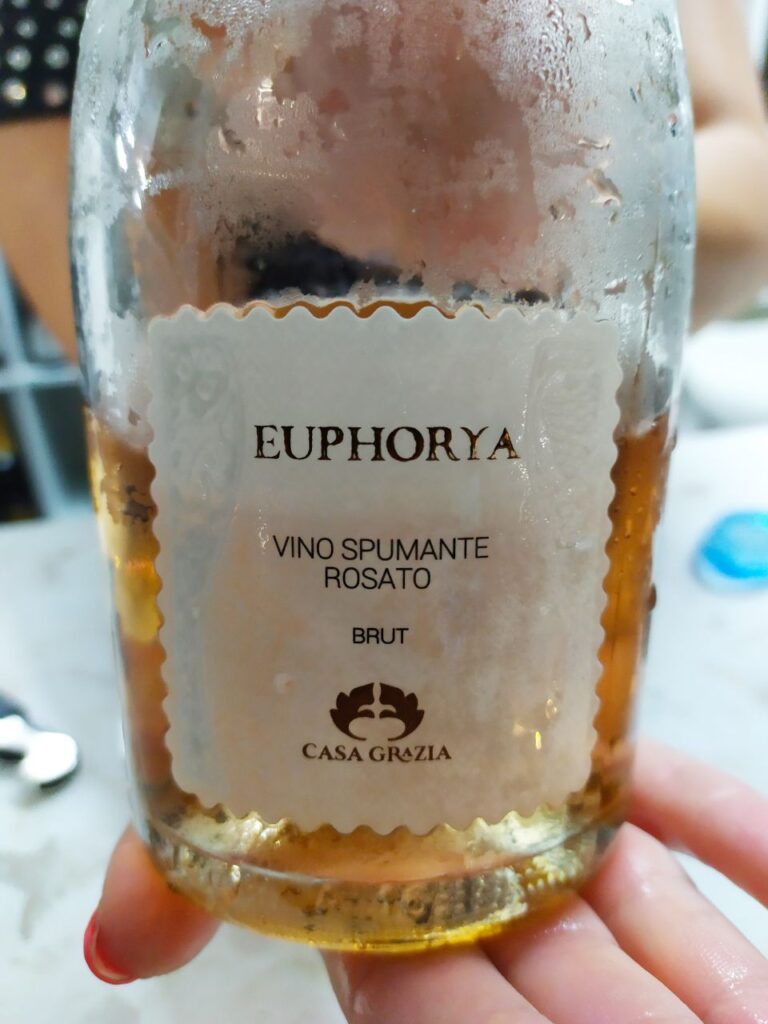 EUPHORYA
VINO SPUMANTE
ROSATO
BRUT
CASA GRAZIA